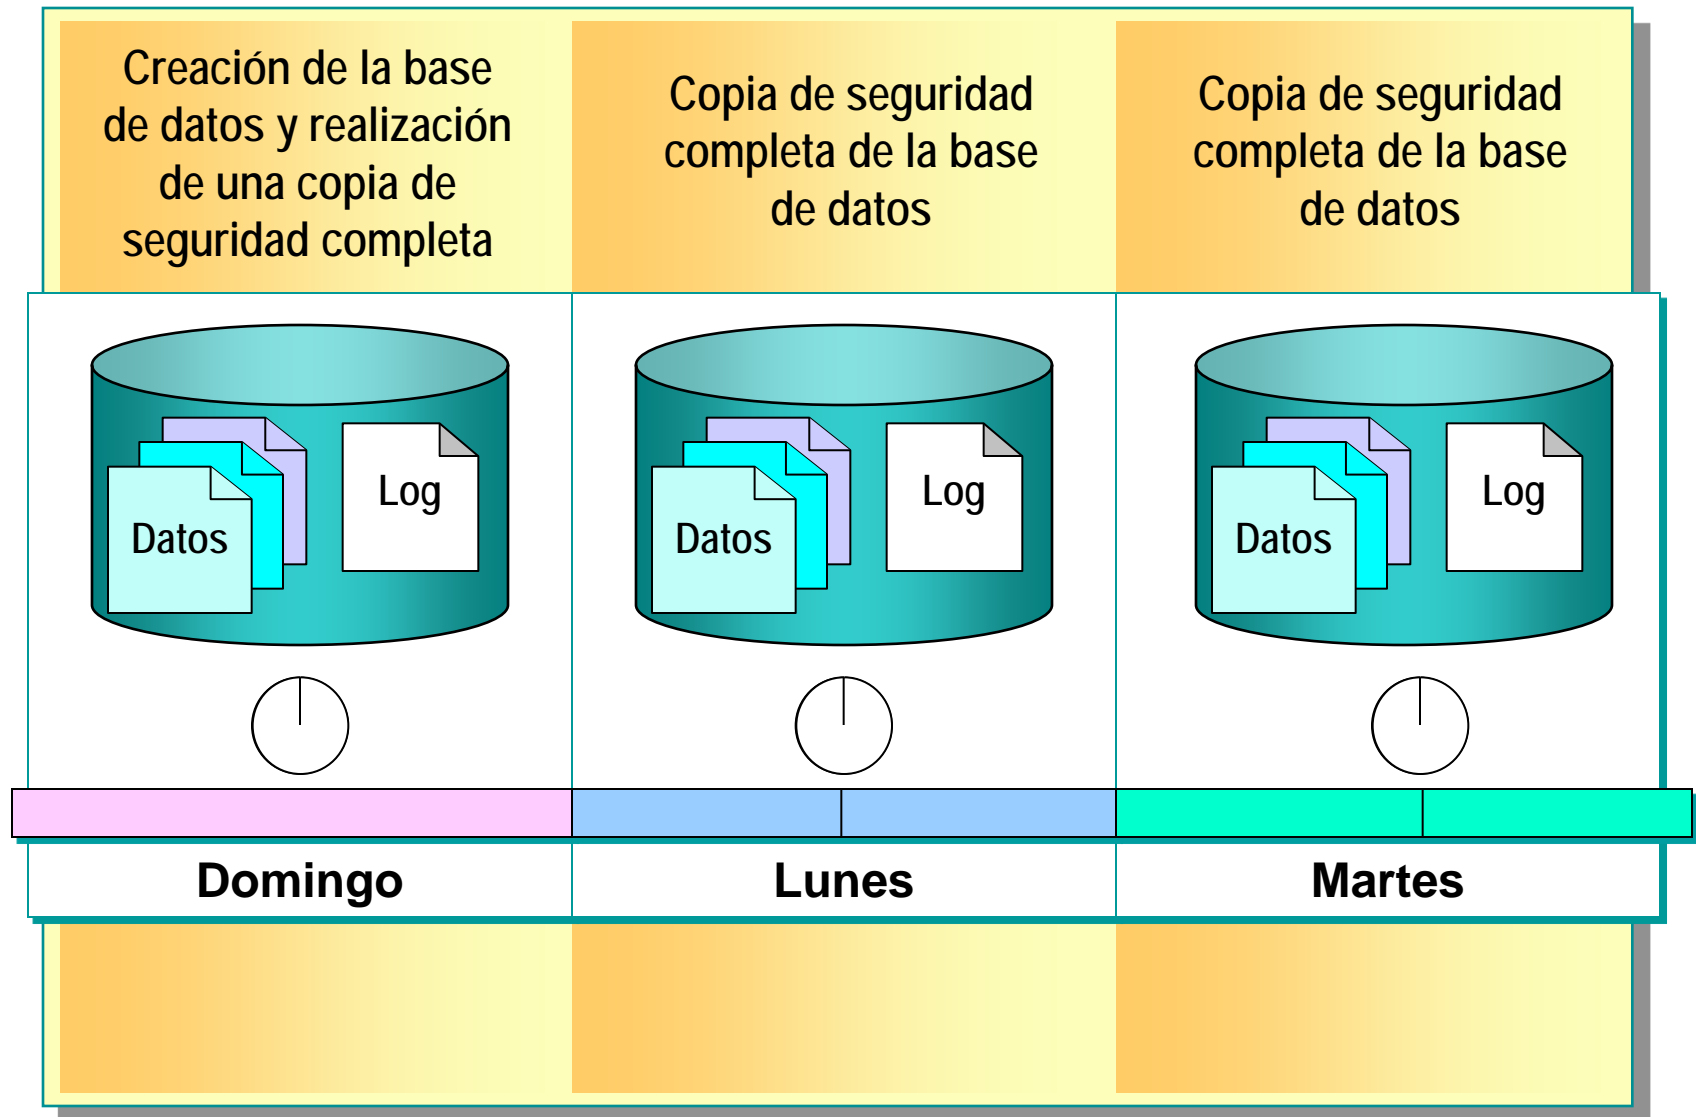 Creación de la base
de datos y realización
de una copia de
seguridad completa
Copia de seguridad
completa de la base
de datos
Copia de seguridad
completa de la base
de datos
Datos
Log
Datos
Log
Datos
Log
Domingo
Lunes
Martes